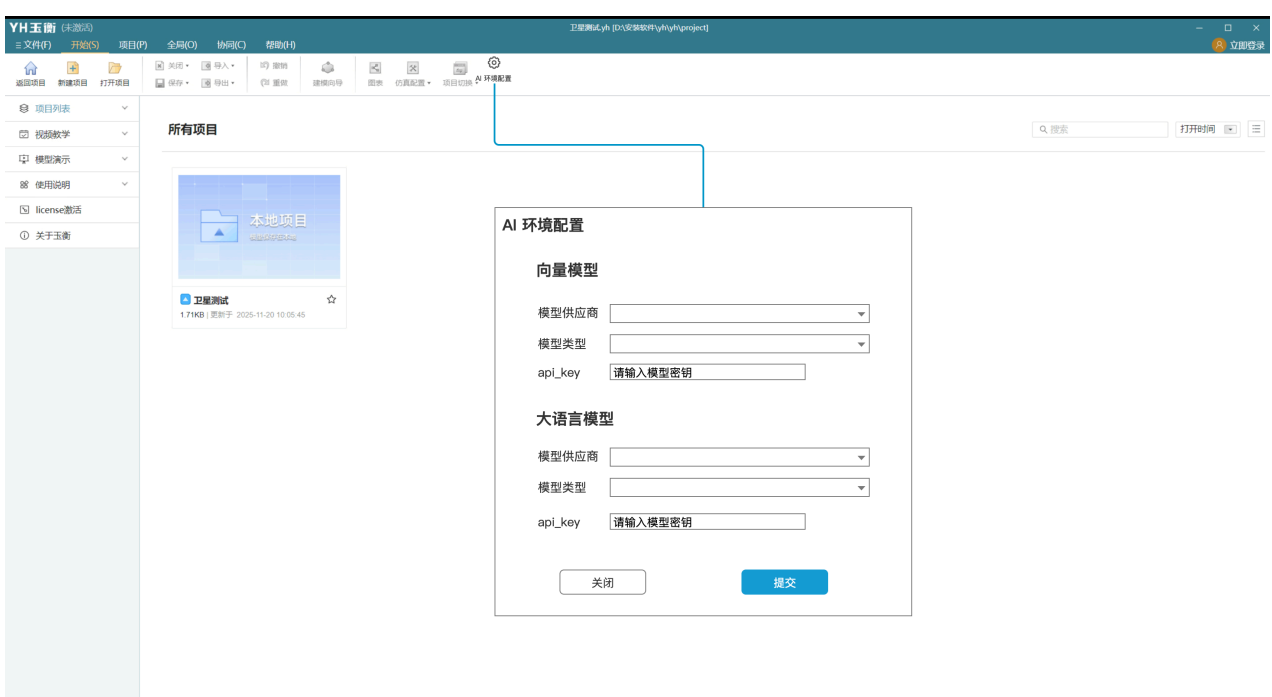 YH玉衡 (未激活)
卫星测试.yh [D:\安装软件\yh\yh\project]
文件(F) 开始(S) 项目(P) 全局(O) 协同(C) 帮助(H)
立即登录
关闭 导入 撤销
保存 导出 重做
返回项目 新建项目 打开项目 建模向导 图表 仿真配置 项目切换 AI 环境配置
项目列表
视频教学
模型演示
使用说明
license激活
关于玉衡
所有项目
搜索
打开时间
本地项目
卫星测试
1.71KB | 更新于 2025-11-20 10:05:45
AI 环境配置
向量模型
模型供应商
模型类型
api_key 请输入模型密钥
大语言模型
模型供应商
模型类型
api_key 请输入模型密钥
关闭 提交